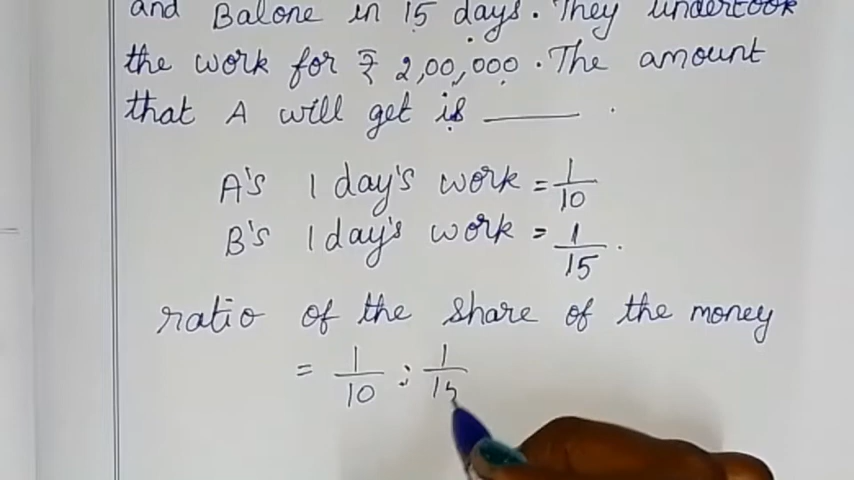 and Balone in 15 days. They undertook
the work for ₹ 2,00,000. The amount
that A will get is ______.
A's 1 day's work = 1/10
B's 1 day's work = 1/15.
ratio of the share of the money
= 1/10 : 1/15